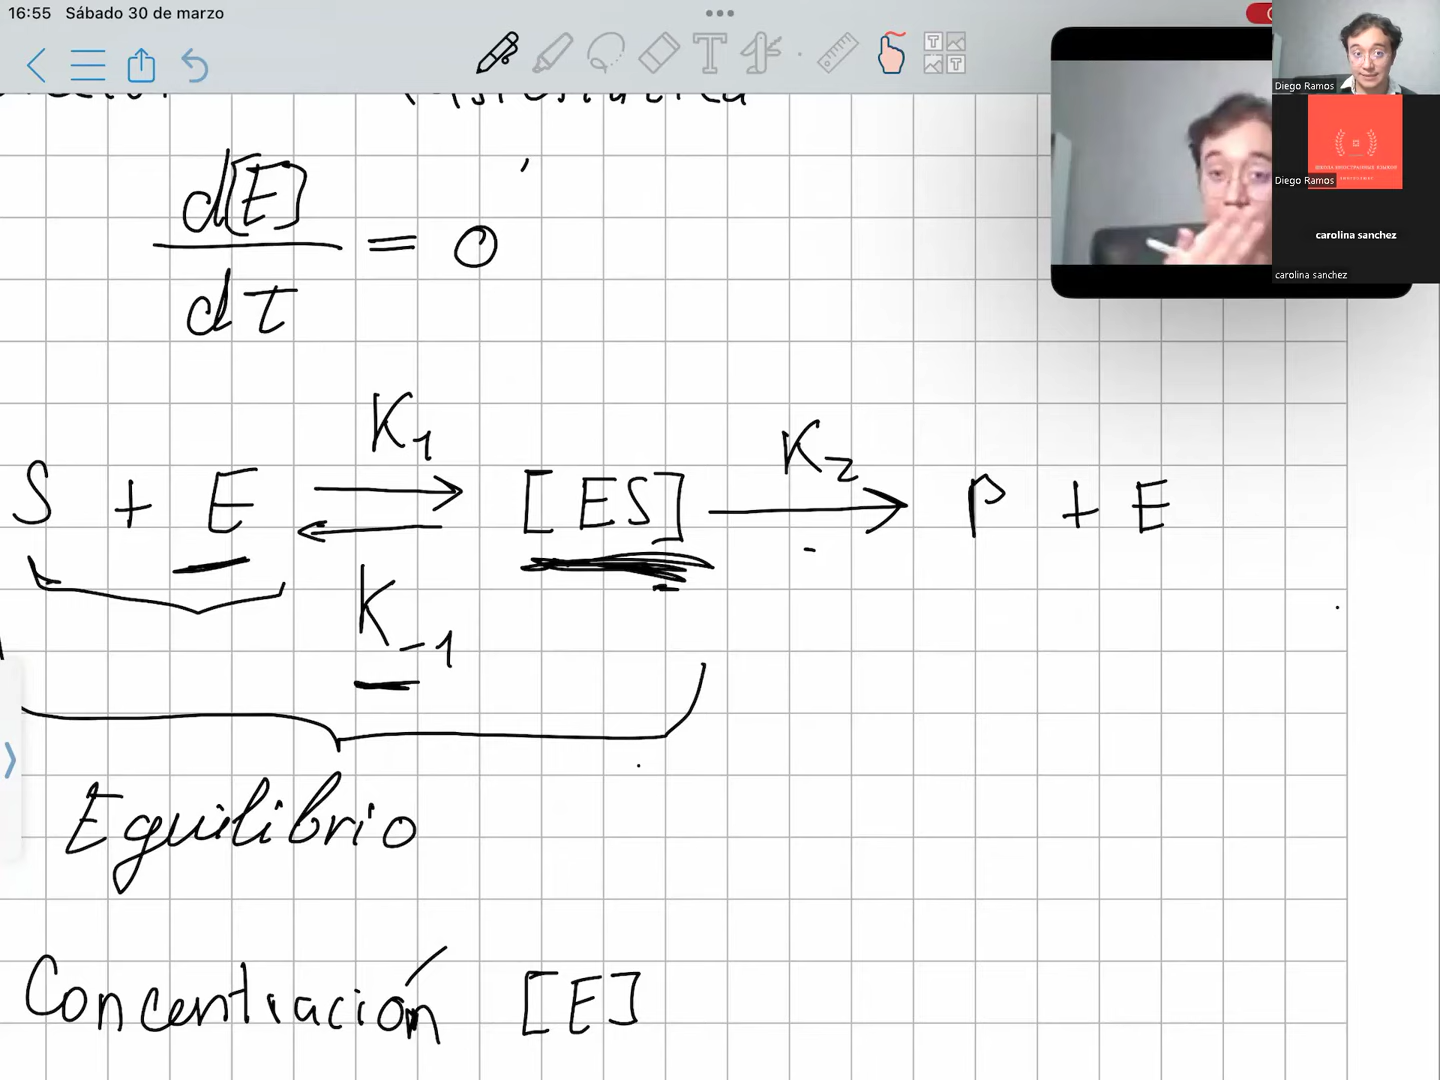 16:55 Sábado 30 de marzo
Diego Ramos
Diego Ramos
carolina sanchez
carolina sanchez
d[E]
dt
= 0
K1
K2
S + E
[ES]
P + E
K-1
Equilibrio
Concentración [E]